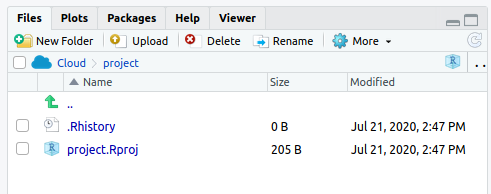 Files Plots Packages Help Viewer
New Folder Upload Delete Rename More
Cloud project R ..
Name Size Modified
..
.Rhistory 0 B Jul 21, 2020, 2:47 PM
R project.Rproj 205 B Jul 21, 2020, 2:47 PM